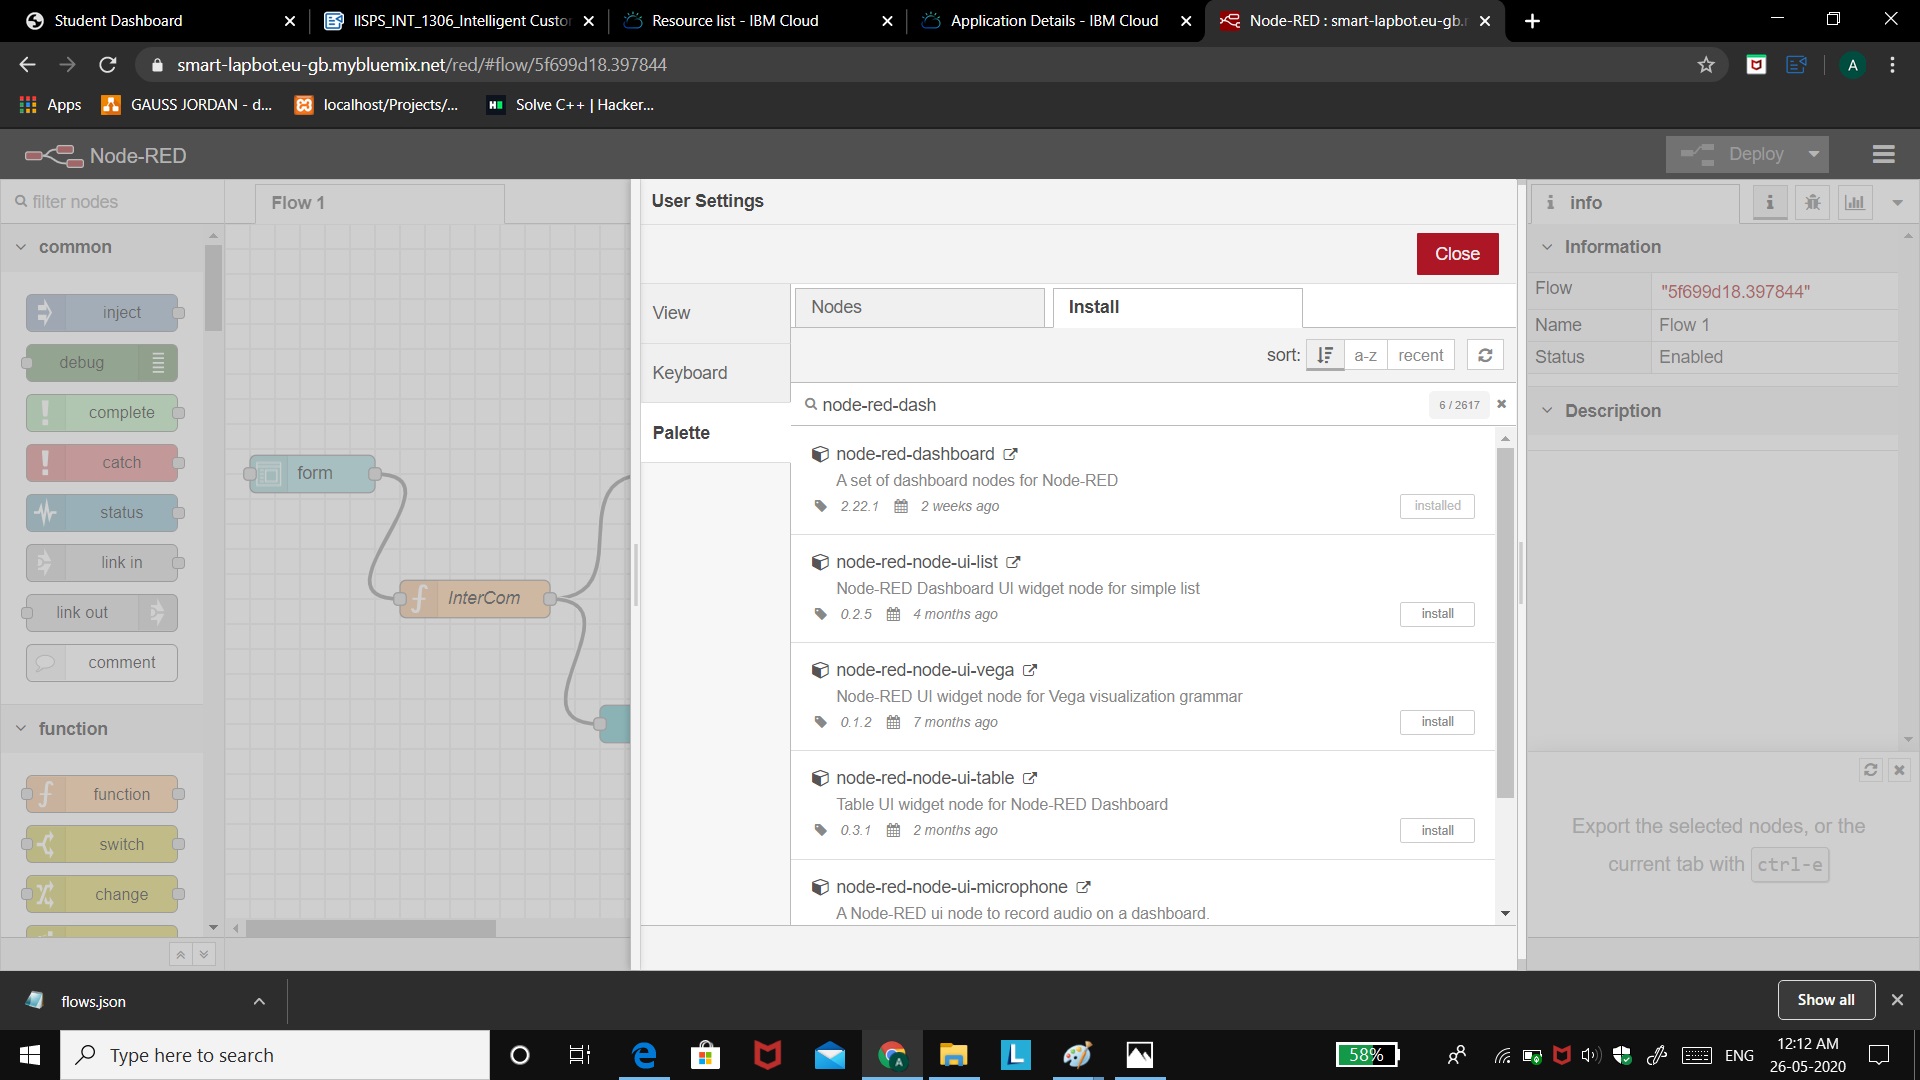 Student Dashboard
IISPS_INT_1306_Intelligent Custo
Resource list - IBM Cloud
Application Details - IBM Cloud
Node-RED : smart-lapbot.eu-gb.
smart-lapbot.eu-gb.mybluemix.net/red/#flow/5f699d18.397844
A
Apps
GAUSS JORDAN - d...
localhost/Projects/...
Solve C++ | Hacker...
Node-RED
Deploy
filter nodes
Flow 1
common
inject
debug
complete
catch
status
link in
link out
comment
function
function
switch
change
form
InterCom
User Settings
Close
View
Keyboard
Palette
Nodes
Install
sort:
a-z
recent
node-red-dash
6 / 2617
node-red-dashboard
A set of dashboard nodes for Node-RED
2.22.1
2 weeks ago
installed
node-red-node-ui-list
Node-RED Dashboard UI widget node for simple list
0.2.5
4 months ago
install
node-red-node-ui-vega
Node-RED UI widget node for Vega visualization grammar
0.1.2
7 months ago
install
node-red-node-ui-table
Table UI widget node for Node-RED Dashboard
0.3.1
2 months ago
install
node-red-node-ui-microphone
A Node-RED ui node to record audio on a dashboard.
info
Information
Flow "5f699d18.397844"
Name Flow 1
Status Enabled
Description
Export the selected nodes, or the
current tab with ctrl-e
flows.json
Show all
Type here to search
58%
ENG
12:12 AM
26-05-2020